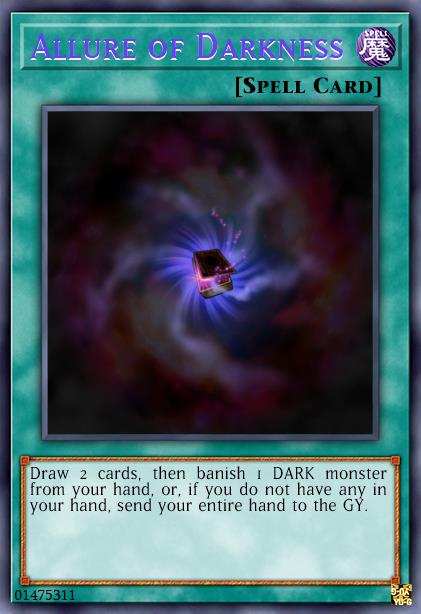 ALLURE OF DARKNESS
SPELL
魔
[SPELL CARD]
Draw 2 cards, then banish 1 DARK monster
from your hand, or, if you do not have any in
your hand, send your entire hand to the GY.
01475311